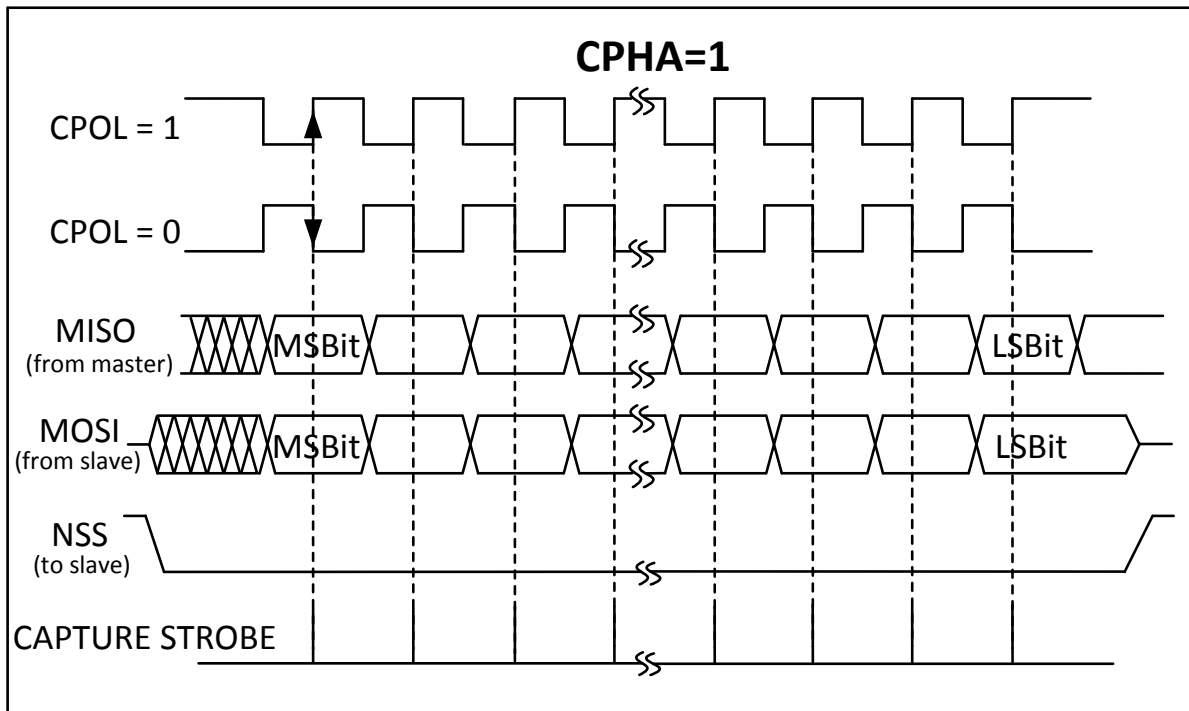 CPHA=1
CPOL = 1
CPOL = 0
MISO
(from master)
MSBit
LSBit
MOSI
(from slave)
MSBit
LSBit
NSS
(to slave)
CAPTURE STROBE